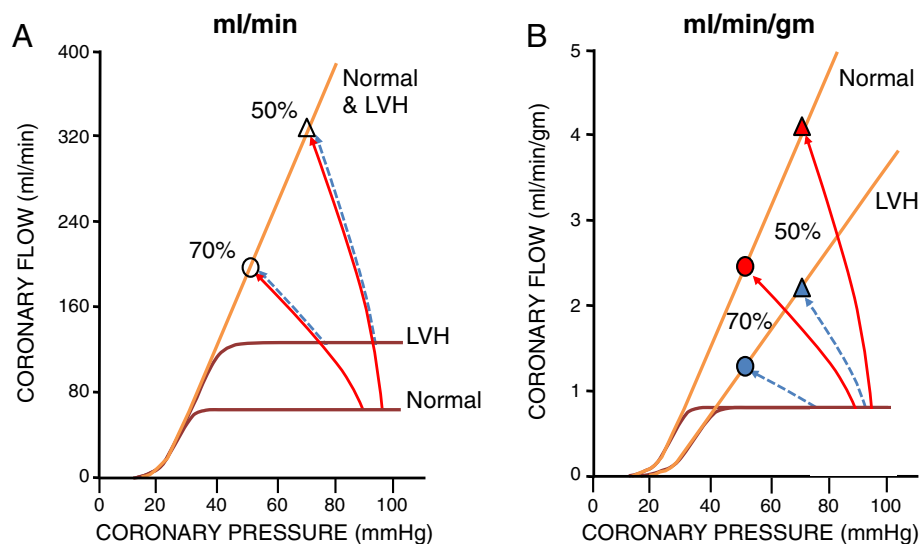 A
ml/min
400
320
240
160
80
0
CORONARY FLOW (ml/min)
Normal
& LVH
50%
70%
LVH
Normal
0 20 40 60 80 100
CORONARY PRESSURE (mmHg)
B
ml/min/gm
5
4
3
2
1
0
CORONARY FLOW (ml/min/gm)
Normal
LVH
50%
70%
0 20 40 60 80 100
CORONARY PRESSURE (mmHg)